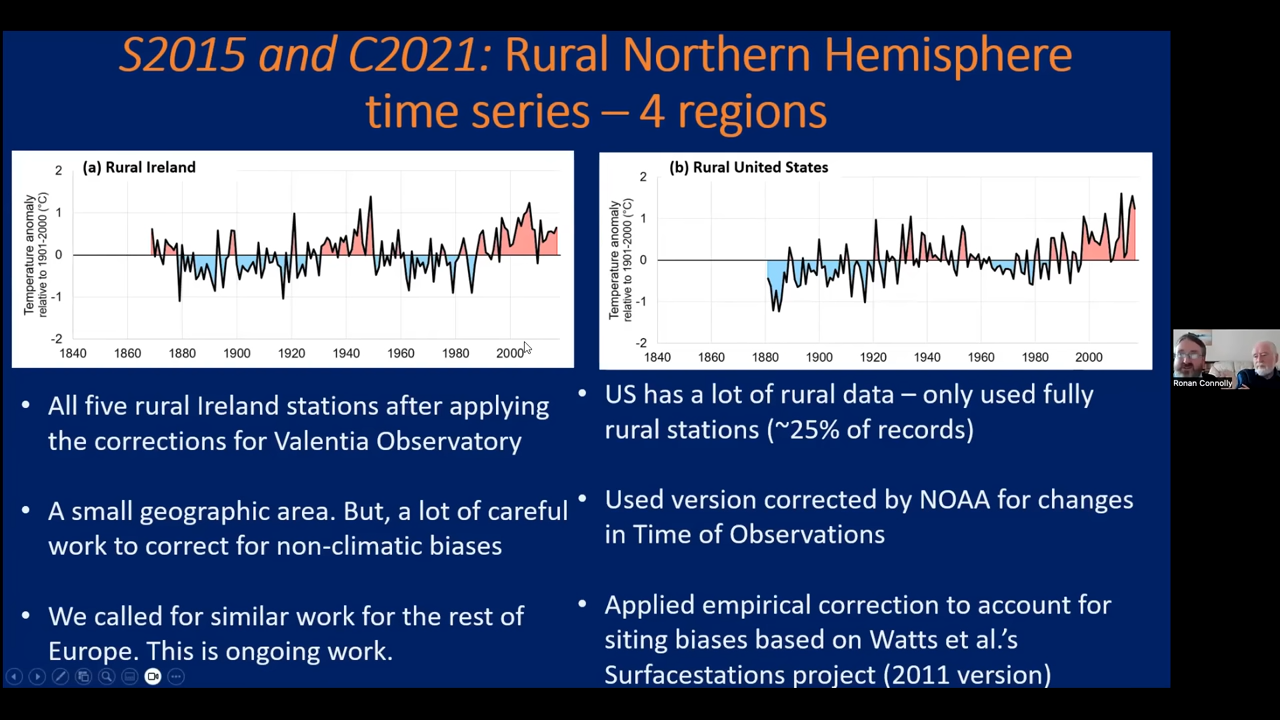 S2015 and C2021: Rural Northern Hemisphere
time series – 4 regions
(a) Rural Ireland
Temperature anomaly
relative to 1901-2000 (°C)
2
1
0
-1
-2
1840 1860 1880 1900 1920 1940 1960 1980 2000
(b) Rural United States
Temperature anomaly
relative to 1901-2000 (°C)
2
1
0
-1
-2
1840 1860 1880 1900 1920 1940 1960 1980 2000
• All five rural Ireland stations after applying
the corrections for Valentia Observatory
• A small geographic area. But, a lot of careful
work to correct for non-climatic biases
• We called for similar work for the rest of
Europe. This is ongoing work.
• US has a lot of rural data – only used fully
rural stations (~25% of records)
• Used version corrected by NOAA for changes
in Time of Observations
• Applied empirical correction to account for
siting biases based on Watts et al.’s
Surfacestations project (2011 version)
Ronan Connolly